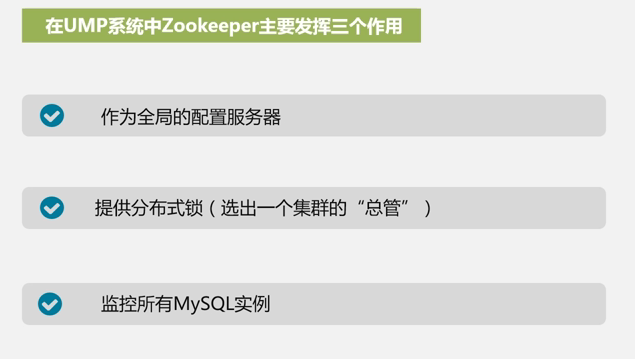 在UMP系统中Zookeeper主要发挥三个作用
作为全局的配置服务器
提供分布式锁（选出一个集群的“总管”）
监控所有MySQL实例